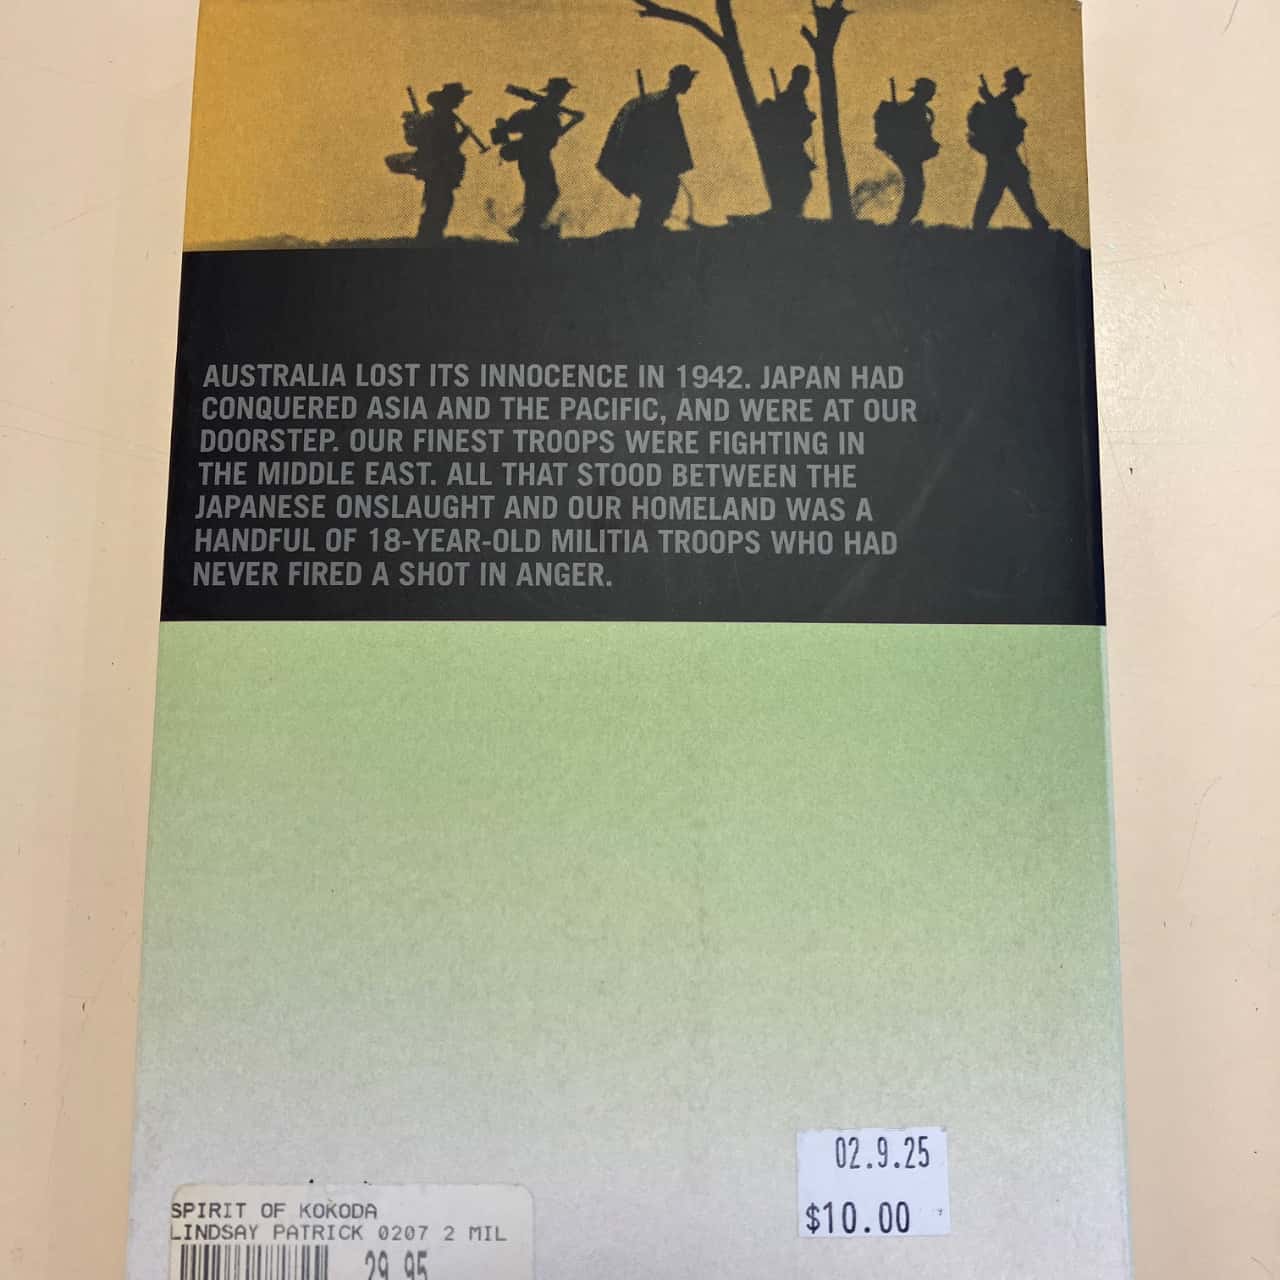 AUSTRALIA LOST ITS INNOCENCE IN 1942. JAPAN HAD
CONQUERED ASIA AND THE PACIFIC, AND WERE AT OUR
DOORSTEP. OUR FINEST TROOPS WERE FIGHTING IN
THE MIDDLE EAST. ALL THAT STOOD BETWEEN THE
JAPANESE ONSLAUGHT AND OUR HOMELAND WAS A
HANDFUL OF 18-YEAR-OLD MILITIA TROOPS WHO HAD
NEVER FIRED A SHOT IN ANGER.
02.9.25
$10.00
SPIRIT OF KOKODA
LINDSAY PATRICK 0207 2 MIL
29.95